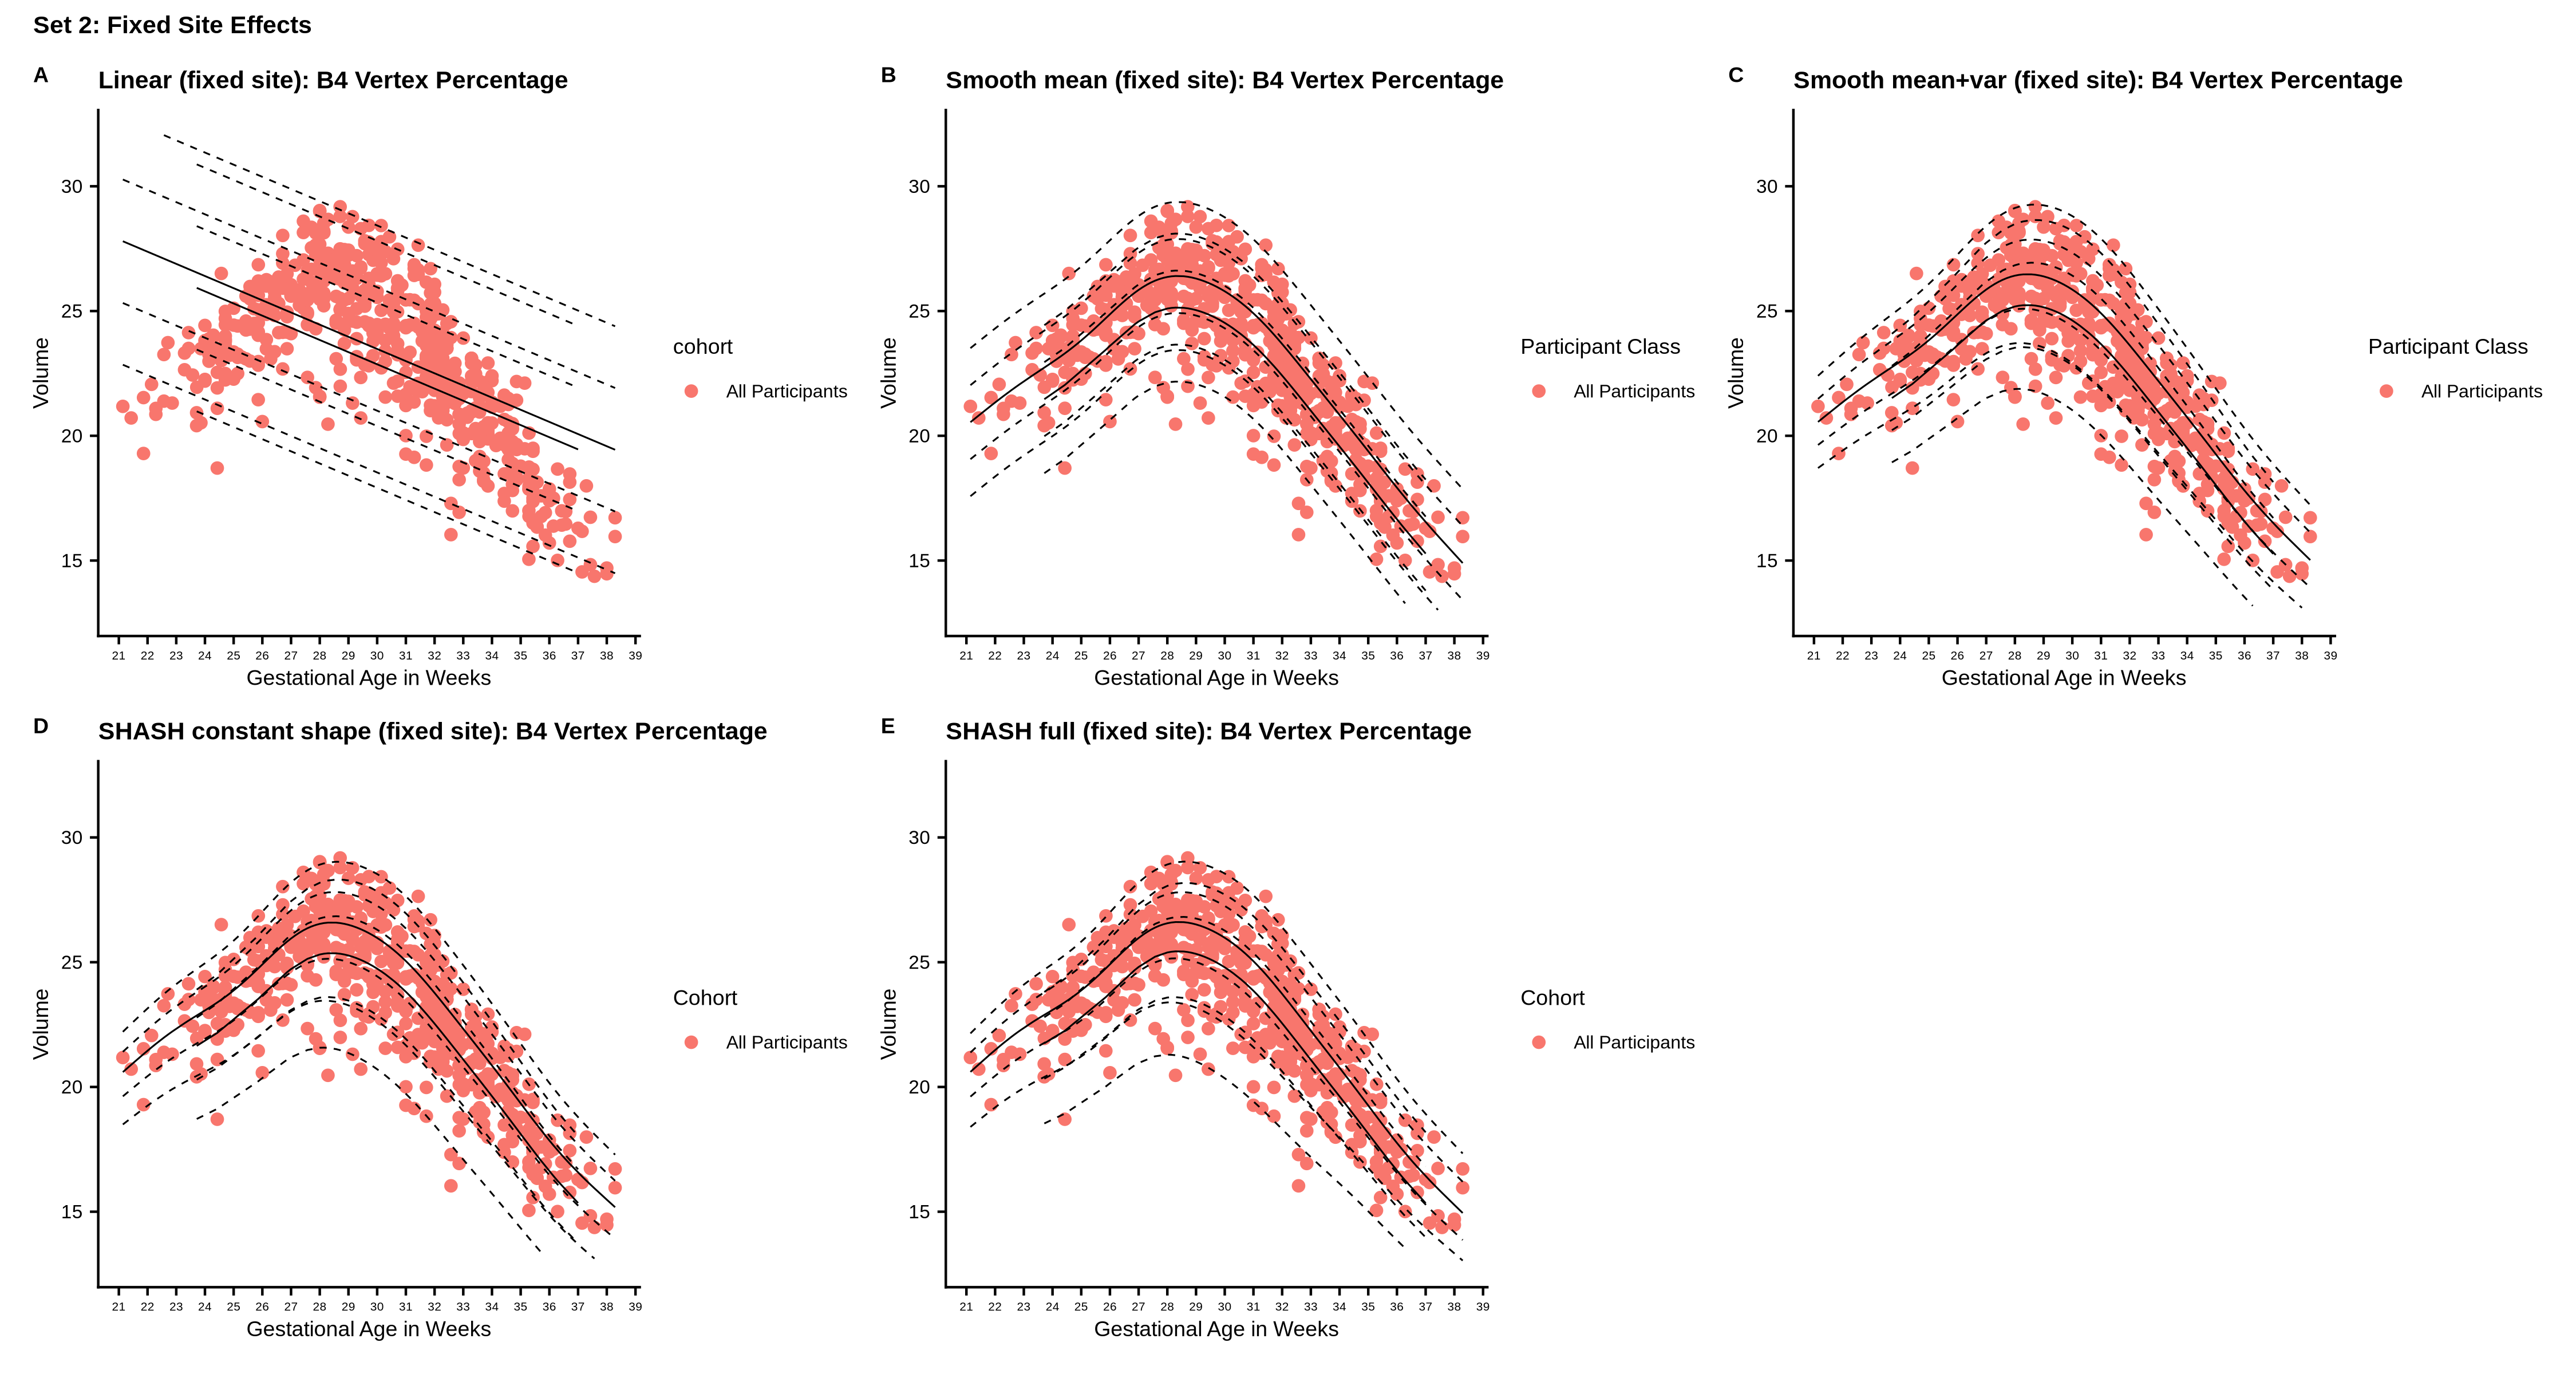 Set 2: Fixed Site Effects
A
Linear (fixed site): B4 Vertex Percentage
Volume
30
25
20
15
21 22 23 24 25 26 27 28 29 30 31 32 33 34 35 36 37 38 39
Gestational Age in Weeks
cohort
All Participants
B
Smooth mean (fixed site): B4 Vertex Percentage
Volume
30
25
20
15
21 22 23 24 25 26 27 28 29 30 31 32 33 34 35 36 37 38 39
Gestational Age in Weeks
Participant Class
All Participants
C
Smooth mean+var (fixed site): B4 Vertex Percentage
Volume
30
25
20
15
21 22 23 24 25 26 27 28 29 30 31 32 33 34 35 36 37 38 39
Gestational Age in Weeks
Participant Class
All Participants
D
SHASH constant shape (fixed site): B4 Vertex Percentage
Volume
30
25
20
15
21 22 23 24 25 26 27 28 29 30 31 32 33 34 35 36 37 38 39
Gestational Age in Weeks
Cohort
All Participants
E
SHASH full (fixed site): B4 Vertex Percentage
Volume
30
25
20
15
21 22 23 24 25 26 27 28 29 30 31 32 33 34 35 36 37 38 39
Gestational Age in Weeks
Cohort
All Participants